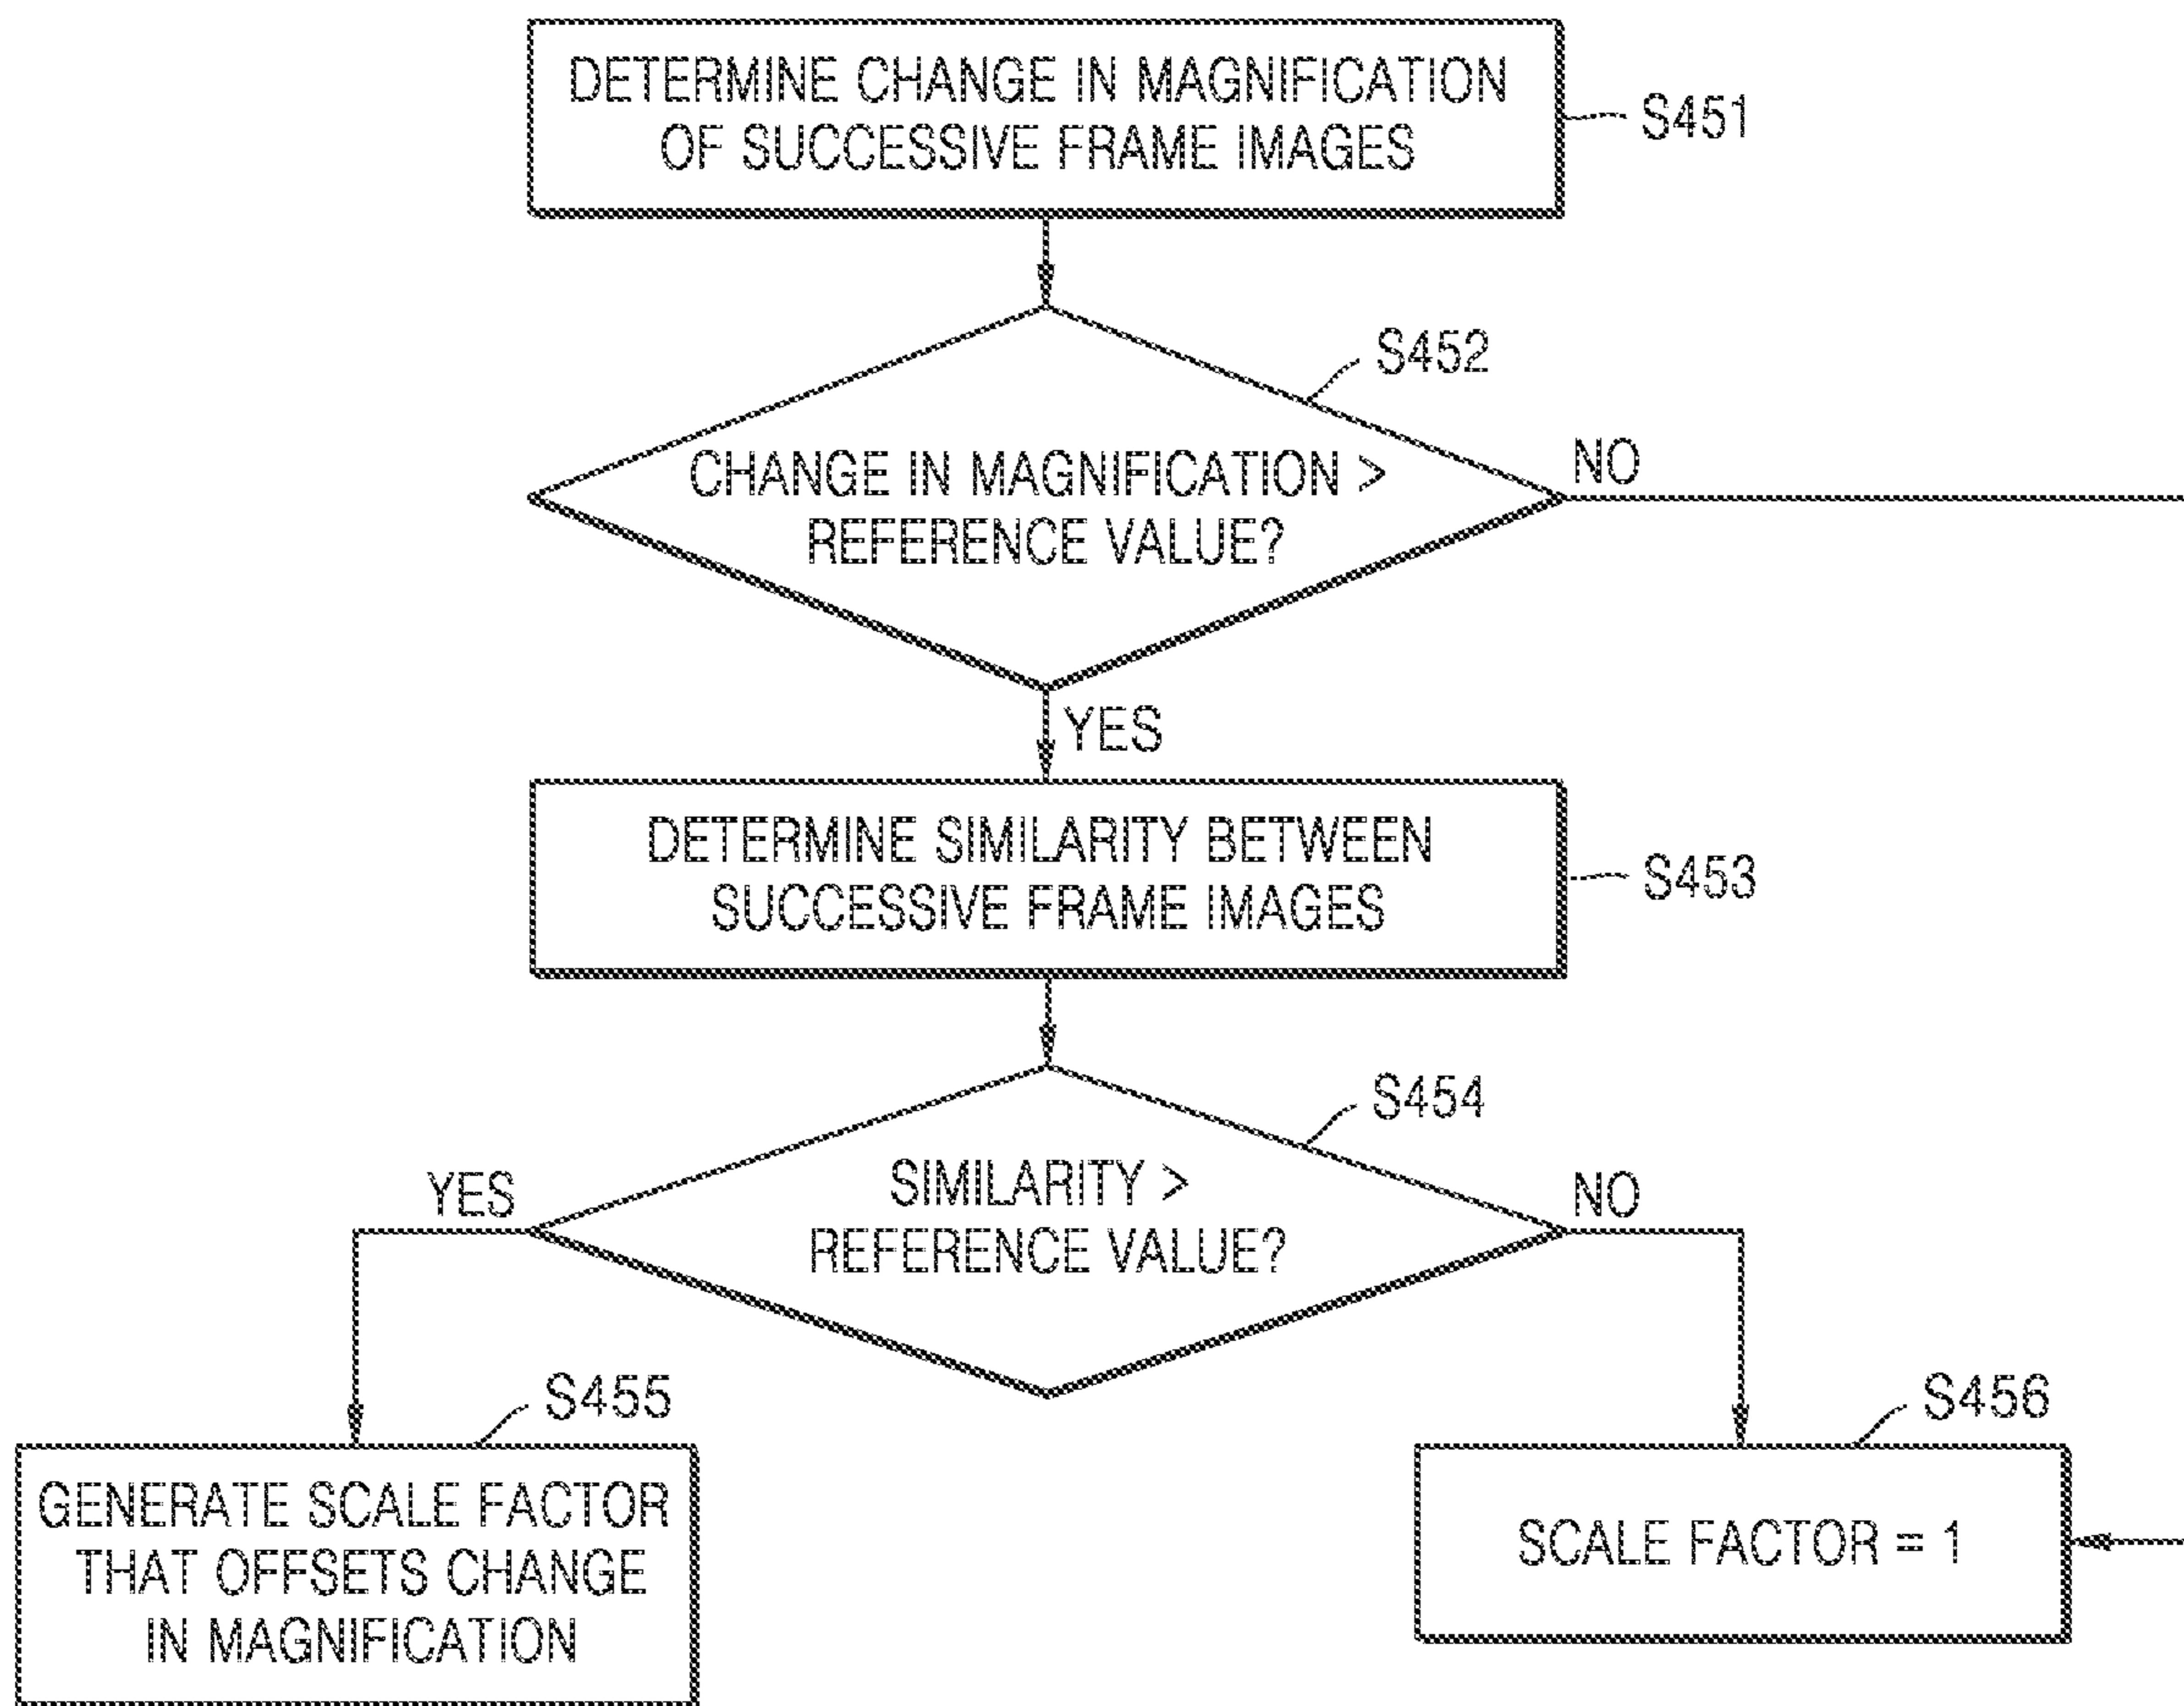 DETERMINE CHANGE IN MAGNIFICATION
OF SUCCESSIVE FRAME IMAGES
S451
S452
CHANGE IN MAGNIFICATION >
REFERENCE VALUE?
NO
YES
DETERMINE SIMILARITY BETWEEN
SUCCESSIVE FRAME IMAGES
S453
S454
SIMILARITY >
REFERENCE VALUE?
YES
NO
S455
GENERATE SCALE FACTOR
THAT OFFSETS CHANGE
IN MAGNIFICATION
S456
SCALE FACTOR = 1